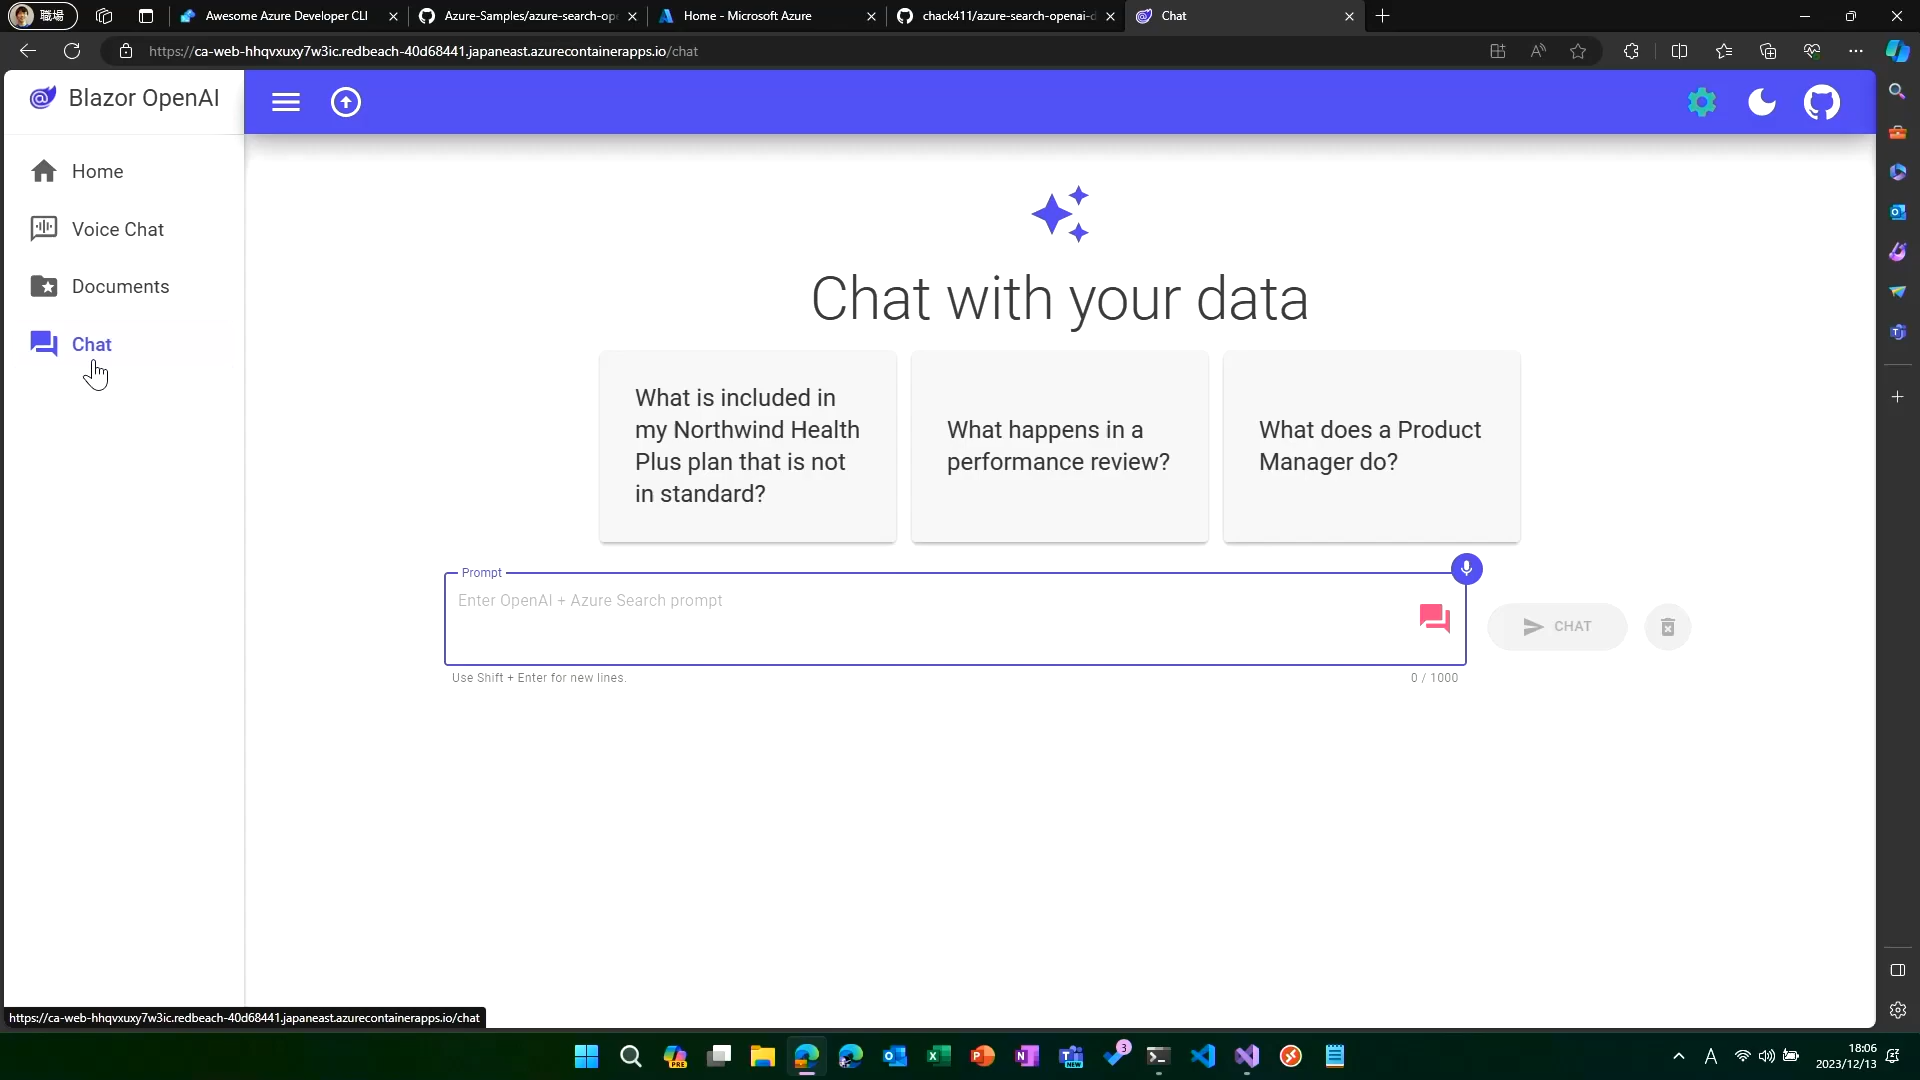 職場
Awesome Azure Developer CLI
Azure-Samples/azure-search-op
Home - Microsoft Azure
chack411/azure-search-openai-d
Chat
https://ca-web-hhqvxuxy7w3ic.redbeach-40d68441.japaneast.azurecontainerapps.io/chat
Blazor OpenAI
Home
Voice Chat
Documents
Chat
Chat with your data
What is included in
my Northwind Health
Plus plan that is not
in standard?
What happens in a
performance review?
What does a Product
Manager do?
Prompt
Enter OpenAI + Azure Search prompt
CHAT
Use Shift + Enter for new lines.
0 / 1000
https://ca-web-hhqvxuxy7w3ic.redbeach-40d68441.japaneast.azurecontainerapps.io/chat
PRE
NEW
3
A
18:06
2023/12/13